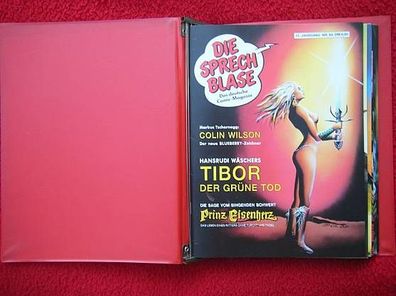 DIE
SPRECH
BLASE
Das deutsche
Comic-Magazin
Markus Tschernegg:
COLIN WILSON
Der neue BLUEBERRY-Zeichner
HANSRUDI WÄSCHERS
TIBOR
DER GRÜNE TOD
DIE SAGE VOM SINGENDEN SCHWERT
Prinz Eisenherz